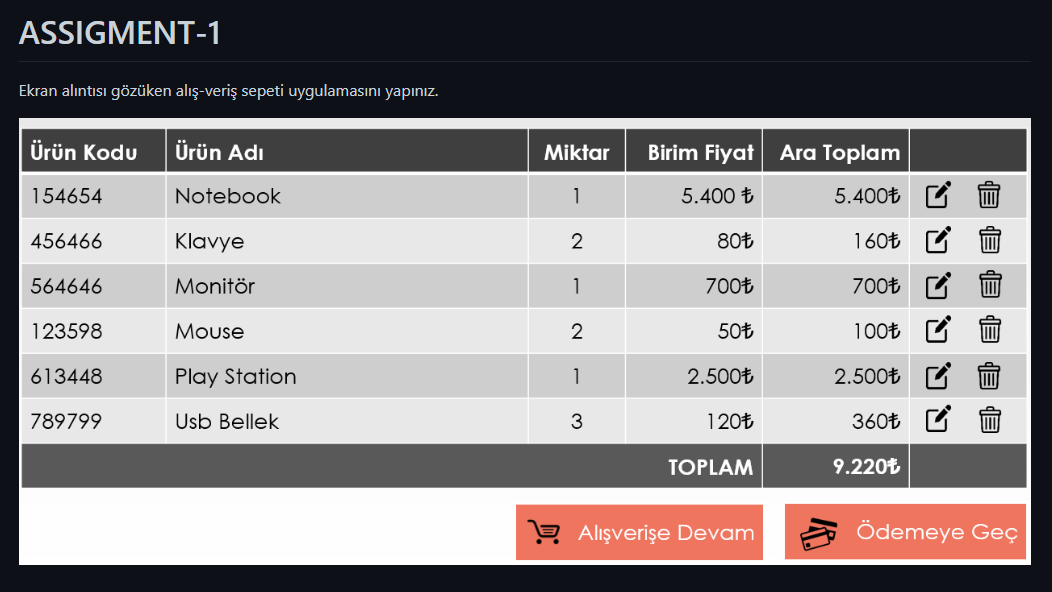 ASSIGMENT-1
Ekran alıntısı gözüken alış-veriş sepeti uygulamasını yapınız.
Ürün Kodu Ürün Adı Miktar Birim Fiyat Ara Toplam
154654 Notebook 1 5.400 ₺ 5.400₺
456466 Klavye 2 80₺ 160₺
564646 Monitör 1 700₺ 700₺
123598 Mouse 2 50₺ 100₺
613448 Play Station 1 2.500₺ 2.500₺
789799 Usb Bellek 3 120₺ 360₺
TOPLAM 9.220₺
Alışverişe Devam Ödemeye Geç